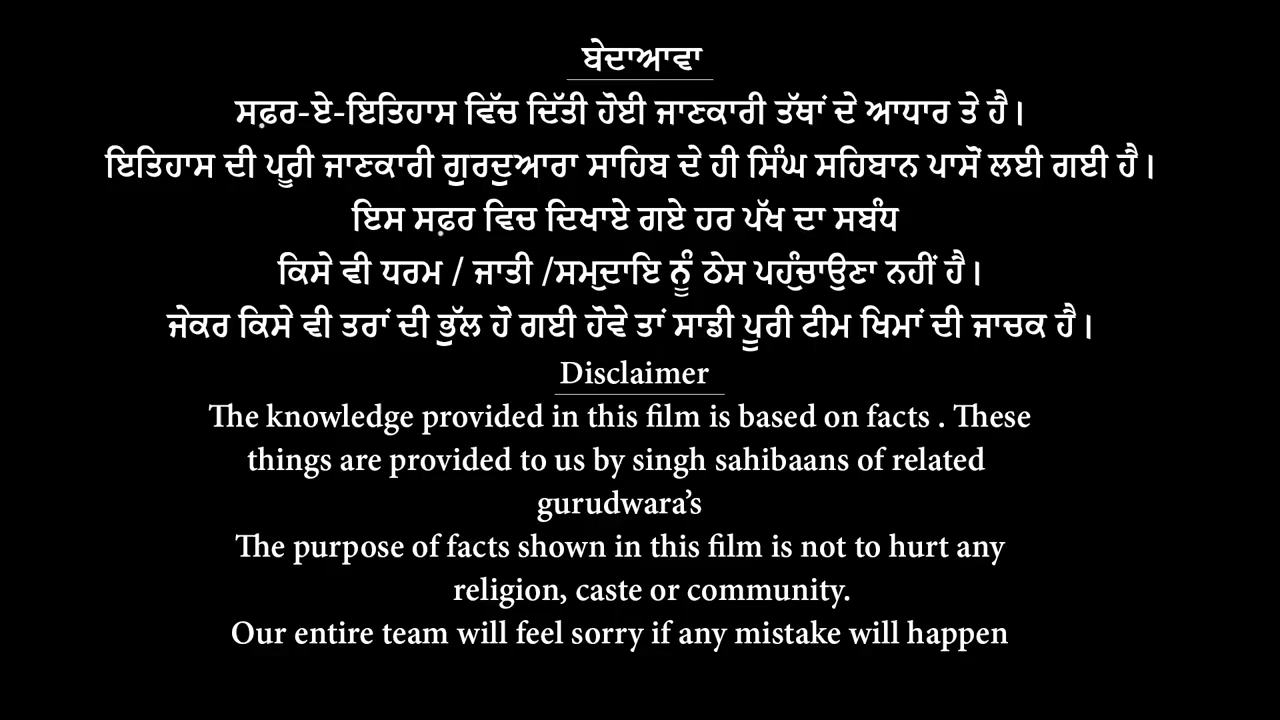 ਬੇਦਾਆਵਾ
ਸਫ਼ਰ-ਏ-ਇਤਿਹਾਸ ਵਿੱਚ ਦਿੱਤੀ ਹੋਈ ਜਾਣਕਾਰੀ ਤੱਥਾਂ ਦੇ ਆਧਾਰ ਤੇ ਹੈ।
ਇਤਿਹਾਸ ਦੀ ਪੂਰੀ ਜਾਣਕਾਰੀ ਗੁਰਦੁਆਰਾ ਸਾਹਿਬ ਦੇ ਹੀ ਸਿੰਘ ਸਹਿਬਾਨ ਪਾਸੋਂ ਲਈ ਗਈ ਹੈ।
ਇਸ ਸਫ਼ਰ ਵਿਚ ਦਿਖਾਏ ਗਏ ਹਰ ਪੱਖ ਦਾ ਸਬੰਧ
ਕਿਸੇ ਵੀ ਧਰਮ / ਜਾਤੀ /ਸਮੁਦਾਇ ਨੂੰ ਠੇਸ ਪਹੁੰਚਾਉਣਾ ਨਹੀਂ ਹੈ।
ਜੇਕਰ ਕਿਸੇ ਵੀ ਤਰਾਂ ਦੀ ਭੁੱਲ ਹੋ ਗਈ ਹੋਵੇ ਤਾਂ ਸਾਡੀ ਪੂਰੀ ਟੀਮ ਖਿਮਾਂ ਦੀ ਜਾਚਕ ਹੈ।
Disclaimer
The knowledge provided in this film is based on facts . These
things are provided to us by singh sahibaans of related
gurudwara’s
The purpose of facts shown in this film is not to hurt any
religion, caste or community.
Our entire team will feel sorry if any mistake will happen